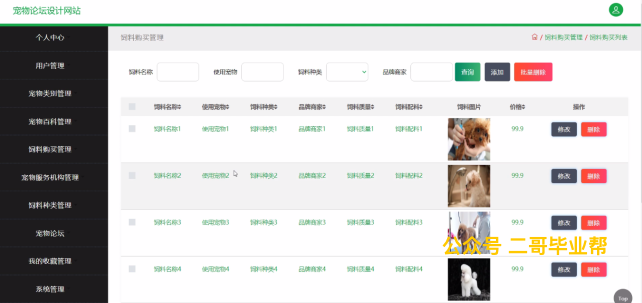 宠物论坛设计网站
个人中心
用户管理
宠物类别管理
宠物百科管理
饲料购买管理
宠物服务机构管理
饲料种类管理
宠物论坛
我的收藏管理
系统管理
饲料购买管理
/ 饲料购买管理 / 饲料购买列表
饲料名称 使用宠物 饲料种类 品牌商家 查询 添加 批量删除
饲料名称 使用宠物 饲料种类 品牌商家 饲料质量 饲料配料 饲料图片 价格 操作
饲料名称1 使用宠物1 饲料种类1 品牌商家1 饲料质量1 饲料配料1 99.9 修改 删除
饲料名称2 使用宠物2 饲料种类2 品牌商家2 饲料质量2 饲料配料2 99.9 修改 删除
饲料名称3 使用宠物3 饲料种类3 品牌商家3 饲料质量3 饲料配料3 99.9 修改 删除
公众号 二哥毕业帮
饲料名称4 使用宠物4 饲料种类4 品牌商家4 饲料质量4 饲料配料4 99.9 修改 删除
Top